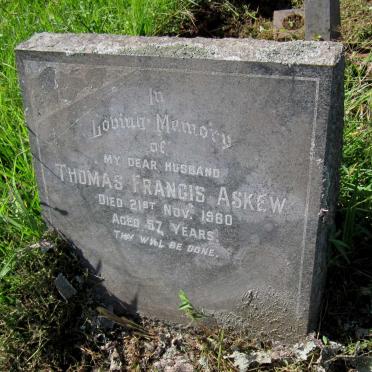 In
Loving Memory
of
MY DEAR HUSBAND
THOMAS FRANCIS ASKEW
DIED 21ST NOV. 1960
AGED 57 YEARS
THY WILL BE DONE.